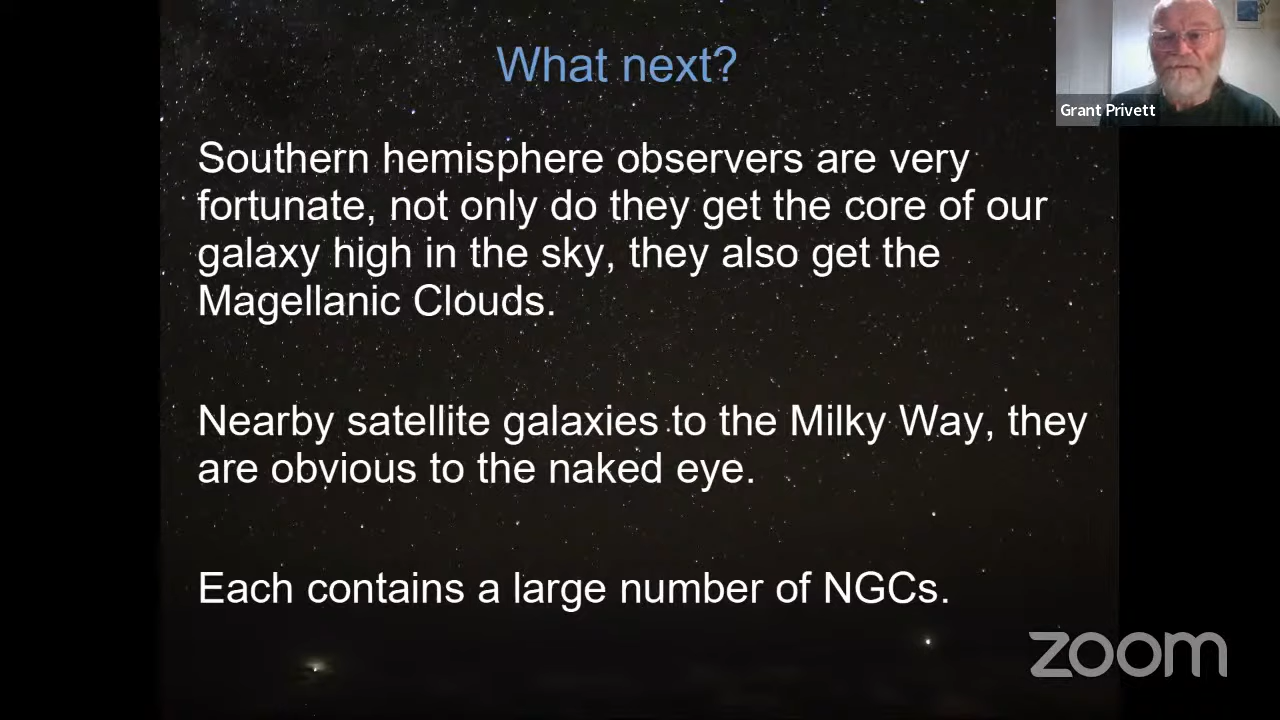 What next?
Grant Privett
Southern hemisphere observers are very
fortunate, not only do they get the core of our
galaxy high in the sky, they also get the
Magellanic Clouds.
Nearby satellite galaxies to the Milky Way, they
are obvious to the naked eye.
Each contains a large number of NGCs.
zoom